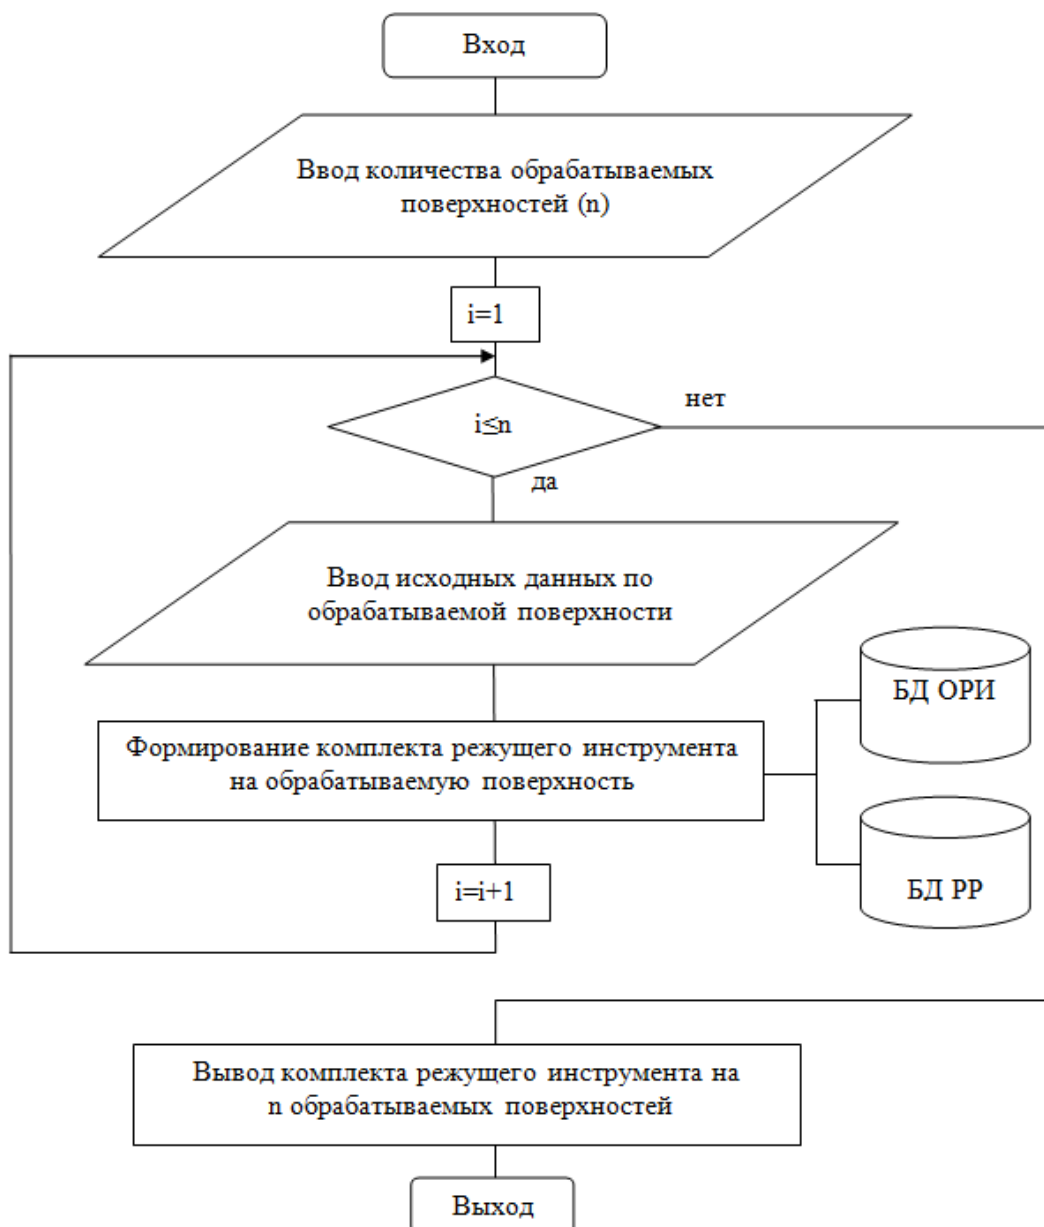 Вход
Ввод количества обрабатываемых
поверхностей (n)
i=1
i≤n
нет
да
Ввод исходных данных по
обрабатываемой поверхности
БД ОРИ
Формирование комплекта режущего инструмента
на обрабатываемую поверхность
БД РР
i=i+1
Вывод комплекта режущего инструмента на
n обрабатываемых поверхностей
Выход